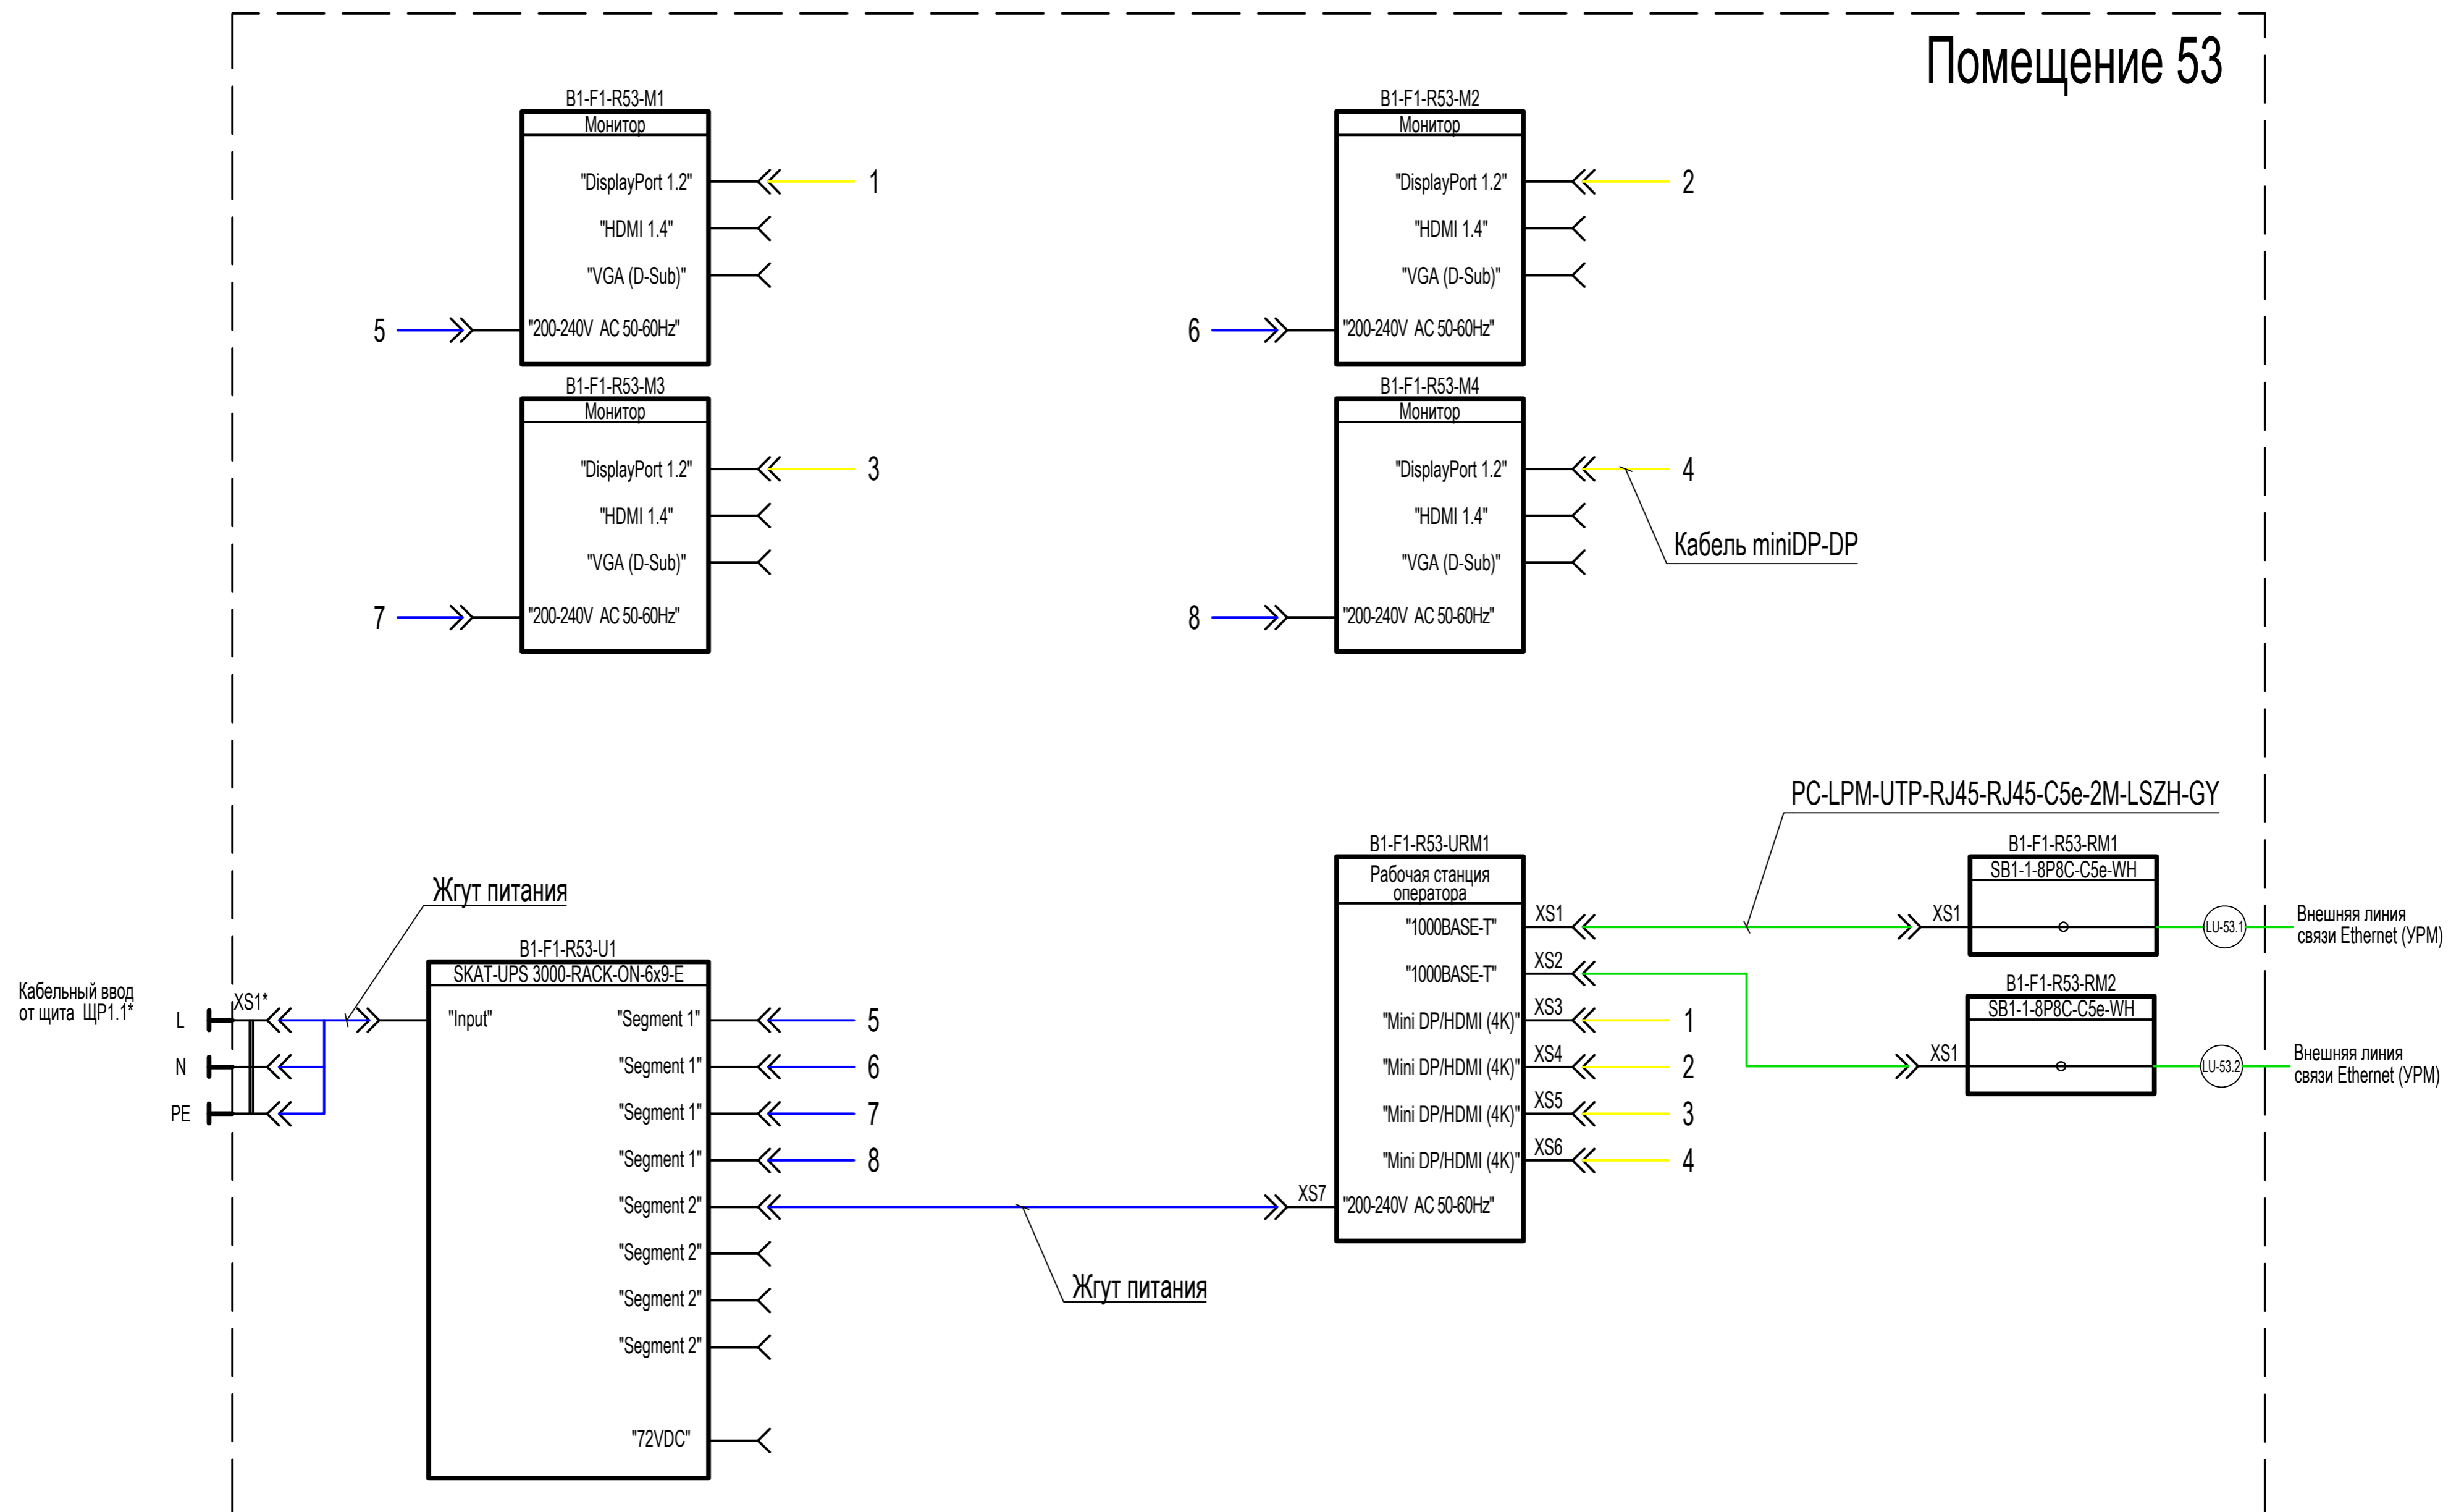 Помещение 53
B1-F1-R53-M1
Монитор
"DisplayPort 1.2"
1
"HDMI 1.4"
"VGA (D-Sub)"
5
"200-240V AC 50-60Hz"
B1-F1-R53-M2
Монитор
"DisplayPort 1.2"
2
"HDMI 1.4"
"VGA (D-Sub)"
6
"200-240V AC 50-60Hz"
B1-F1-R53-M3
Монитор
"DisplayPort 1.2"
3
"HDMI 1.4"
"VGA (D-Sub)"
7
"200-240V AC 50-60Hz"
B1-F1-R53-M4
Монитор
"DisplayPort 1.2"
4
"HDMI 1.4"
"VGA (D-Sub)"
Кабель miniDP-DP
8
"200-240V AC 50-60Hz"
Кабельный ввод
от щита ЩР1.1*
L
N
PE
XS1*
Жгут питания
B1-F1-R53-U1
SKAT-UPS 3000-RACK-ON-6x9-E
"Input"
"Segment 1"
5
"Segment 1"
6
"Segment 1"
7
"Segment 1"
8
"Segment 2"
"Segment 2"
"Segment 2"
"Segment 2"
"72VDC"
Жгут питания
B1-F1-R53-URM1
Рабочая станция
оператора
"1000BASE-T"
XS1
"1000BASE-T"
XS2
"Mini DP/HDMI (4K)"
XS3
1
"Mini DP/HDMI (4K)"
XS4
2
"Mini DP/HDMI (4K)"
XS5
3
"Mini DP/HDMI (4K)"
XS6
4
XS7
"200-240V AC 50-60Hz"
PC-LPM-UTP-RJ45-RJ45-C5e-2M-LSZH-GY
B1-F1-R53-RM1
SB1-1-8P8C-C5e-WH
XS1
LU-53.1
Внешняя линия
связи Ethernet (УРМ)
B1-F1-R53-RM2
SB1-1-8P8C-C5e-WH
XS1
LU-53.2
Внешняя линия
связи Ethernet (УРМ)